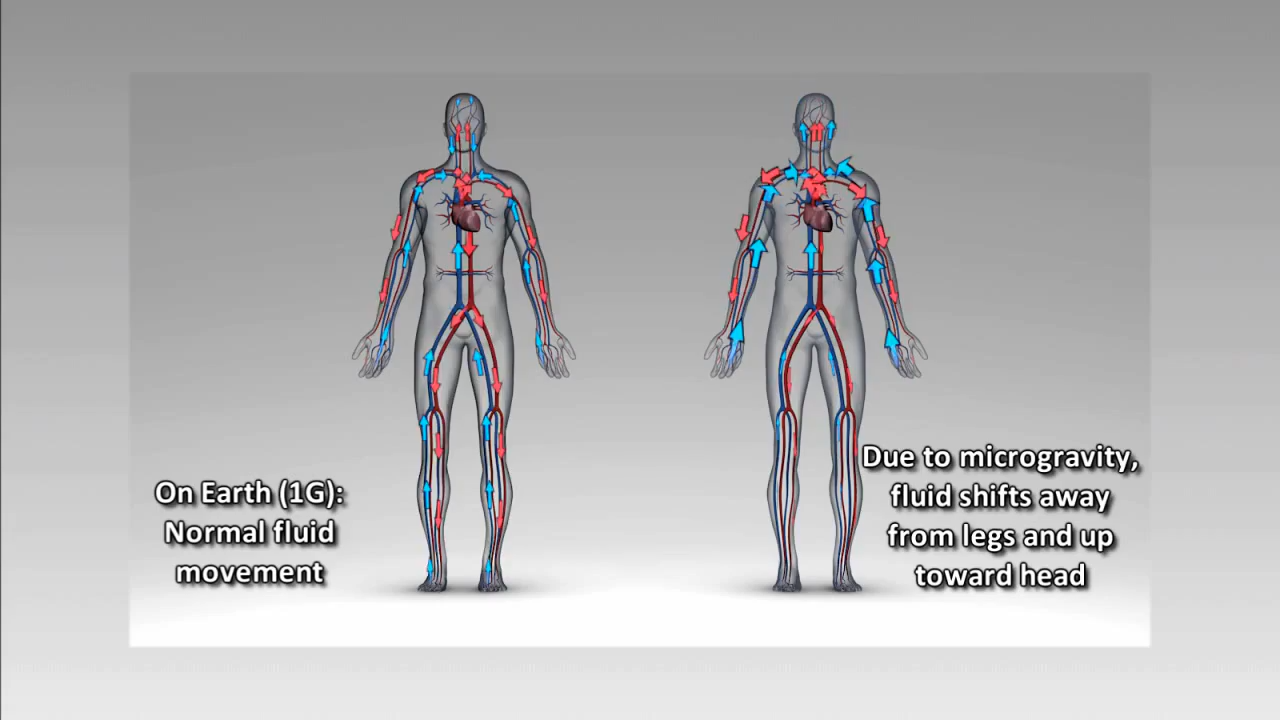 On Earth (1G):
Normal fluid
movement
Due to microgravity,
fluid shifts away
from legs and up
toward head